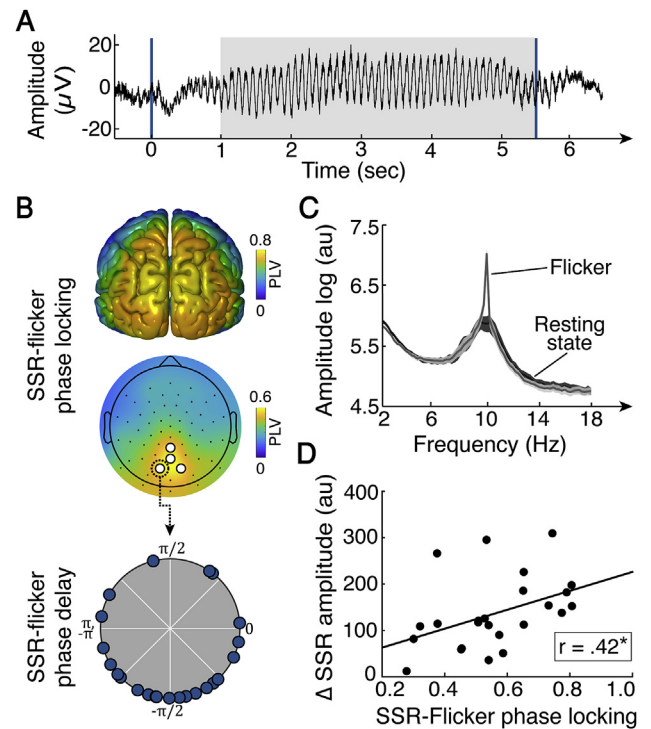 A
Amplitude
(μV)
20
0
-20
0 1 2 3 4 5 6
Time (sec)
B
SSR-flicker
phase locking
0.8
PLV
0
0.6
PLV
0
SSR-flicker
phase delay
π/2
π,
-π
0
-π/2
C
Amplitude log (au)
7.5
6.5
5.5
4.5
Flicker
Resting
state
2 6 10 14 18
Frequency (Hz)
D
Δ SSR amplitude (au)
400
300
200
100
0
r = .42*
0.2 0.4 0.6 0.8 1.0
SSR-Flicker phase locking